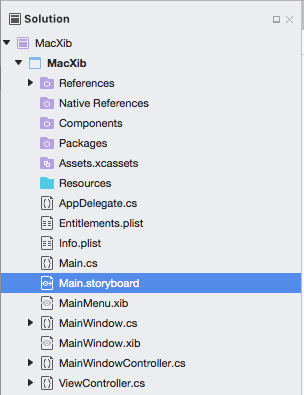 Solution
MacXib
MacXib
References
Native References
Components
Packages
Assets.xcassets
Resources
AppDelegate.cs
Entitlements.plist
Info.plist
Main.cs
Main.storyboard
MainMenu.xib
MainWindow.cs
MainWindow.xib
MainWindowController.cs
ViewController.cs